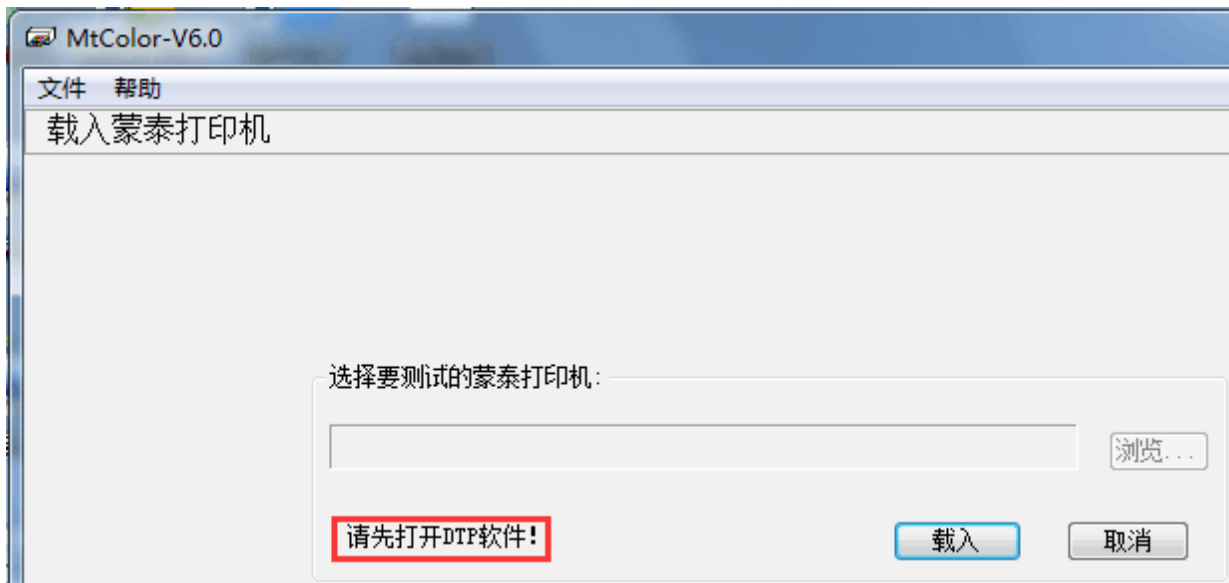 MtColor-V6.0
文件 帮助
载入蒙泰打印机
选择要测试的蒙泰打印机:
浏览...
请先打开DTP软件!
载入 取消